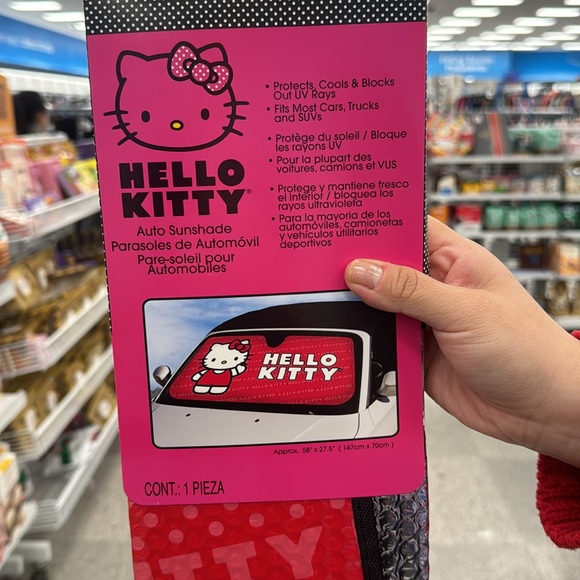 HELLO
KITTY®
Auto Sunshade
Parasoles de Automóvil
Pare-soleil pour
Automobiles
• Protects, Cools & Blocks
Out UV Rays
• Fits Most Cars, Trucks
and SUVs
• Protège du soleil / Bloque
les rayons UV
• Pour la plupart des
voitures, camions et VUS
• Protege y mantiene fresco
el interior / bloquea los
rayos ultravioleta
• Para la mayoría de los
automóviles, camionetas
y vehículos utilitarios
deportivos
HELLO
KITTY
Approx. 58" x 27.5" ( 147cm x 70cm )
CONT.: 1 PIEZA
ITTY